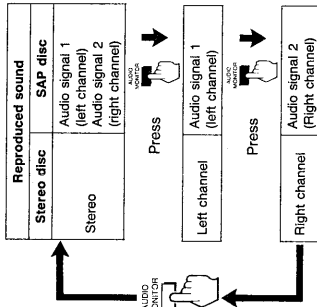 Reproduced sound
Stereo disc
SAP disc
Stereo
Audio signal 1
(left channel)
Audio signal 2
(right channel)
AUDIO
MONITOR
Press
Left channel
Audio signal 1
(left channel)
AUDIO
MONITOR
Press
Right channel
Audio signal 2
(Right channel)
AUDIO